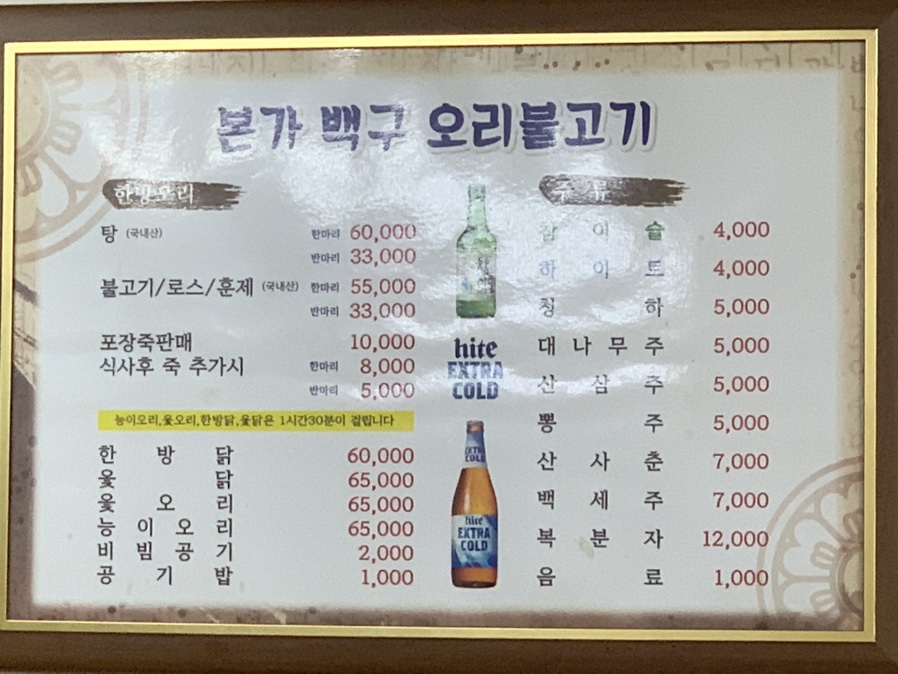 본가 백구 오리불고기
한방오리
탕 (국내산) 한마리 60,000
반마리 33,000
불고기/로스/훈제 (국내산) 한마리 55,000
반마리 33,000
포장죽판매 10,000
식사후 죽 추가시 한마리 8,000
반마리 5,000
능이오리,옻오리,한방닭,옻닭은 1시간30분이 걸립니다
한 방 닭 60,000
옻 닭 65,000
옻 오 리 65,000
능 이 오 리 65,000
비 빔 공 기 2,000
공 기 밥 1,000
hite
EXTRA
COLD
EXTRA
COLD
hite
EXTRA
COLD
주 류
참 이 슬 4,000
하 이 트 4,000
청 하 5,000
대 나 무 주 5,000
산 삼 주 5,000
뽕 주 5,000
산 사 춘 7,000
백 세 주 7,000
복 분 자 12,000
음 료 1,000